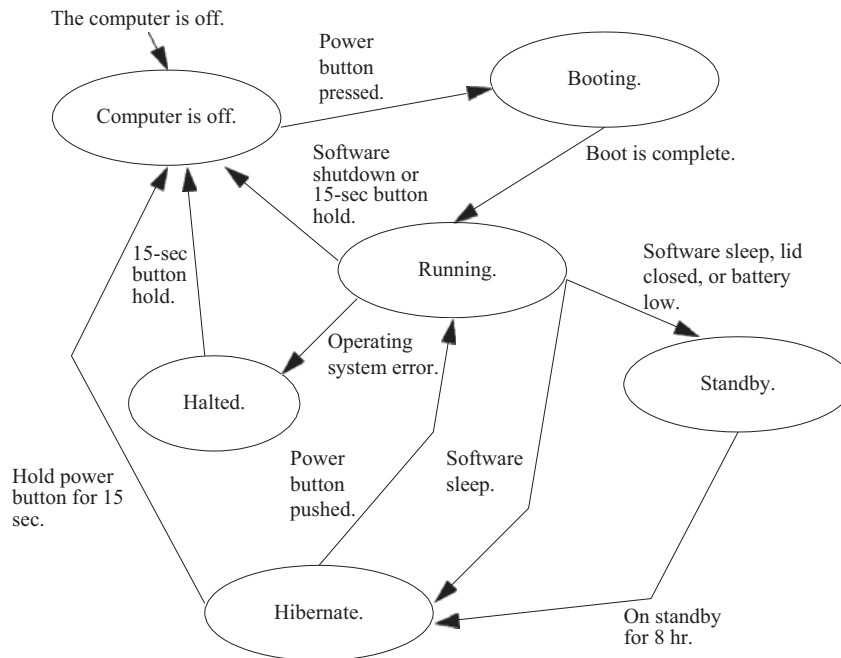 The computer is off.
Computer is off.
Power
button
pressed.
Booting.
Boot is complete.
Software
shutdown or
15-sec button
hold.
15-sec
button
hold.
Running.
Software sleep, lid
closed, or battery
low.
Operating
system error.
Halted.
Standby.
Hold power
button for 15
sec.
Power
button
pushed.
Software
sleep.
Hibernate.
On standby
for 8 hr.